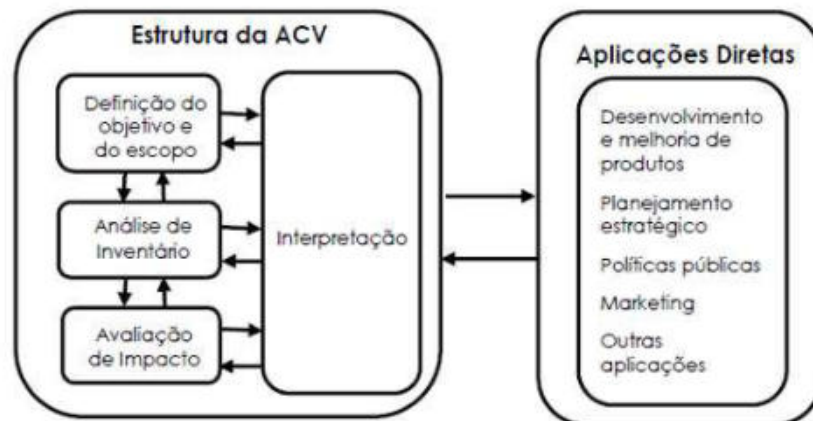 Estrutura da ACV
Definição do
objetivo e
do escopo
Análise de
Inventário
Avaliação
de Impacto
Interpretação
Aplicações Diretas
Desenvolvimento
e melhoria de
produtos
Planejamento
estratégico
Políticas públicas
Marketing
Outras
aplicações